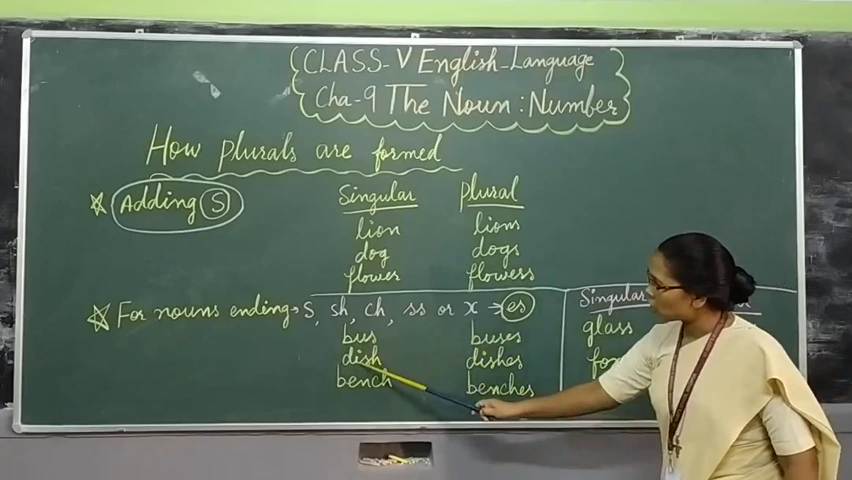 CLASS-V English-Language
Cha-9 The Noun : Number
How plurals are formed
Adding S
Singular plural
lion lions
dog dogs
flower flowers
For nouns ending→ S, sh, ch, ss or x → es
bus buses
dish dishes
bench benches
Singular
glass